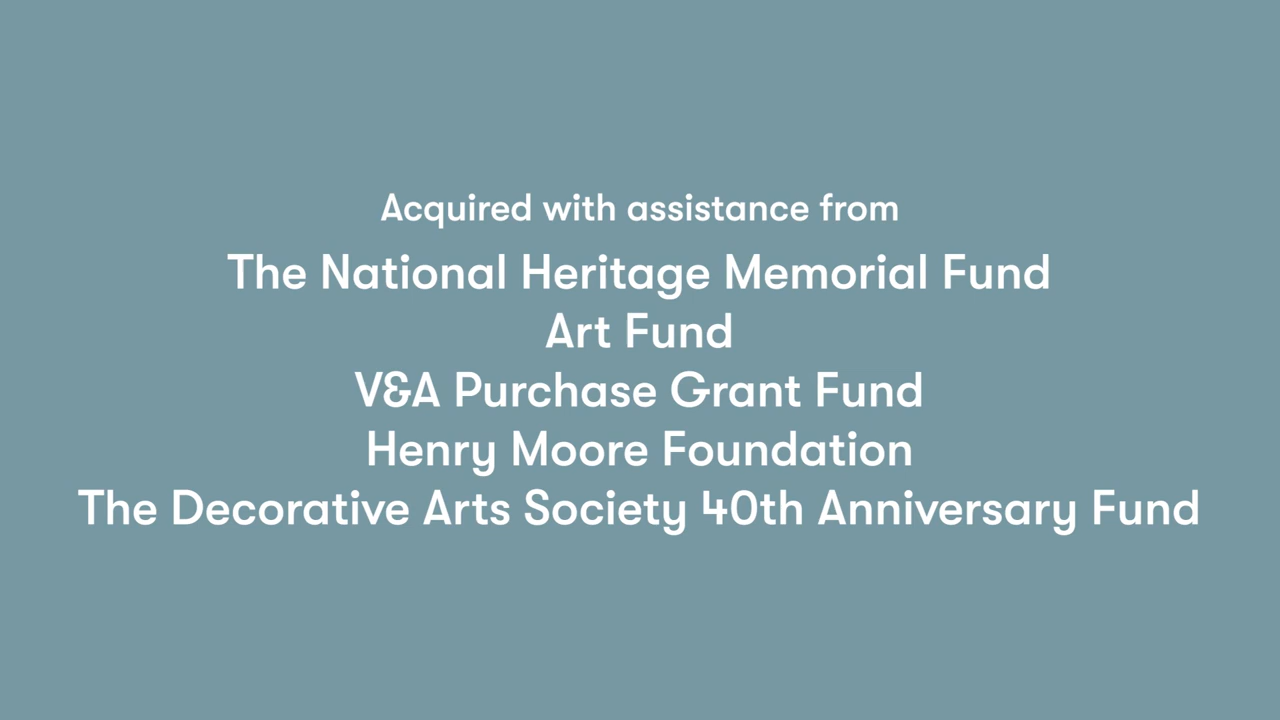 Acquired with assistance from
The National Heritage Memorial Fund
Art Fund
V&A Purchase Grant Fund
Henry Moore Foundation
The Decorative Arts Society 40th Anniversary Fund